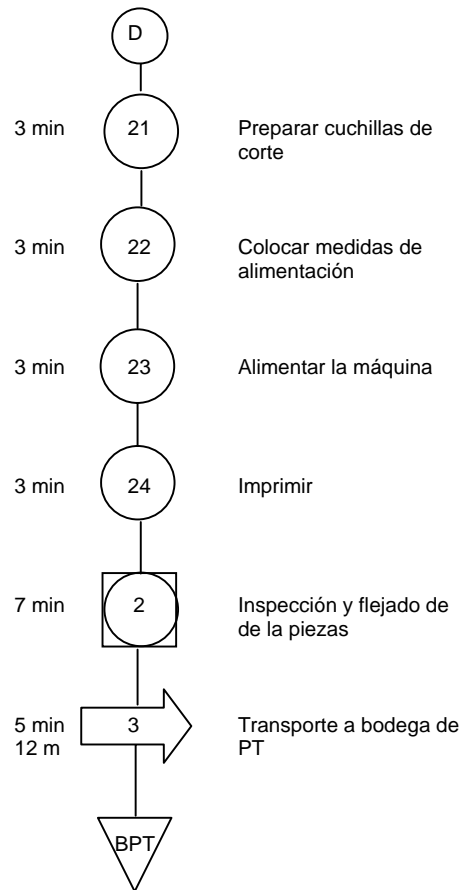 D
3 min 21 Preparar cuchillas de
corte
3 min 22 Colocar medidas de
alimentación
3 min 23 Alimentar la máquina
3 min 24 Imprimir
7 min 2 Inspección y flejado de
de la piezas
5 min 3 Transporte a bodega de
12 m PT
BPT